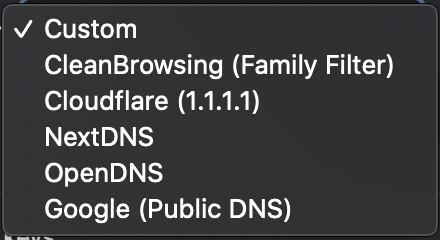 ✓ Custom
CleanBrowsing (Family Filter)
Cloudflare (1.1.1.1)
NextDNS
OpenDNS
Google (Public DNS)